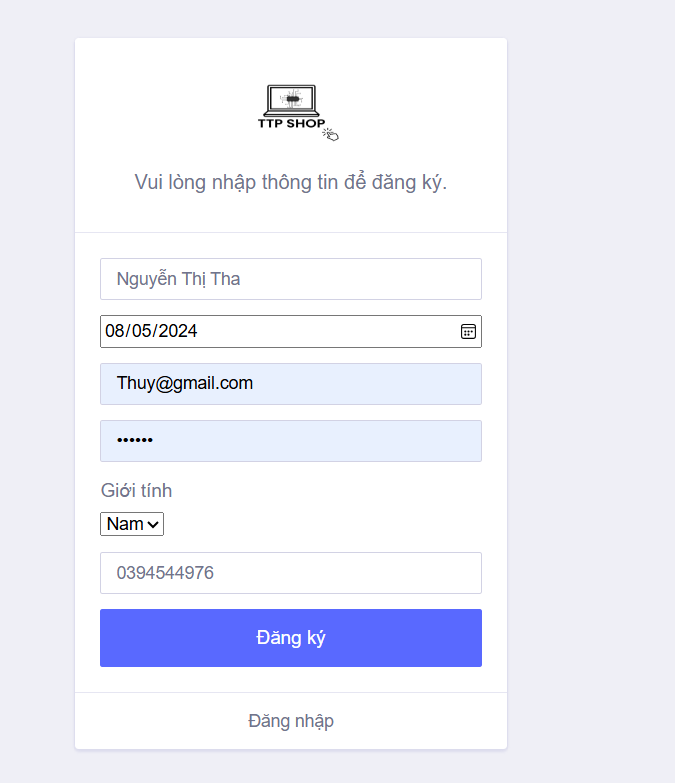 TTP SHOP
Vui lòng nhập thông tin để đăng ký.
Nguyễn Thị Tha
08/05/2024
Thuy@gmail.com
••••••
Giới tính
Nam
0394544976
Đăng ký
Đăng nhập